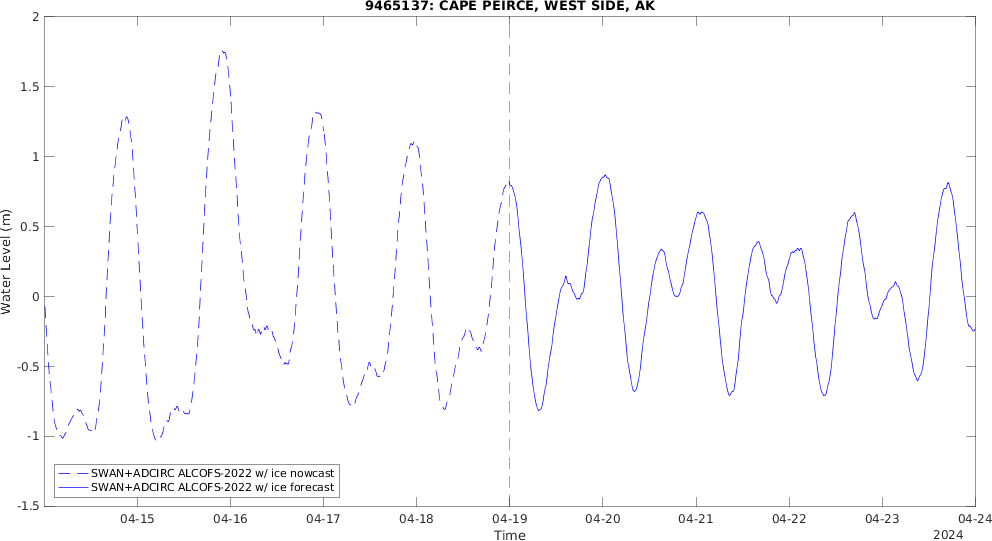 9465137: CAPE PEIRCE, WEST SIDE, AK
2
1.5
1
0.5
0
-0.5
-1
-1.5
Water Level (m)
SWAN+ADCIRC ALCOFS-2022 w/ ice nowcast
SWAN+ADCIRC ALCOFS-2022 w/ ice forecast
04-15 04-16 04-17 04-18 04-19 04-20 04-21 04-22 04-23 04-24
Time
2024